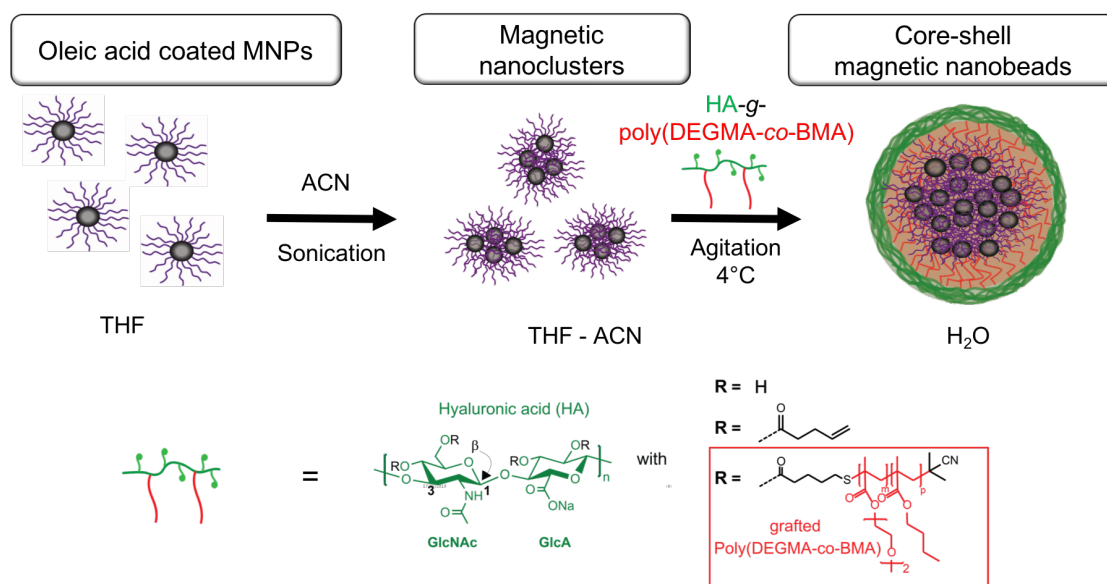 Oleic acid coated MNPs
Magnetic
nanoclusters
Core-shell
magnetic nanobeads
HA-g-
poly(DEGMA-co-BMA)
ACN
Sonication
Agitation
4°C
THF
THF - ACN
H₂O
Hyaluronic acid (HA)
R = H
R =
O
R =
O
S
m
p
CN
O
O
O
O
O
2
grafted
Poly(DEGMA-co-BMA)
=
OR
β
RO
O
3
1
NH
O
O
RO
OR
O
O
ONa
n
with
GlcNAc
GlcA